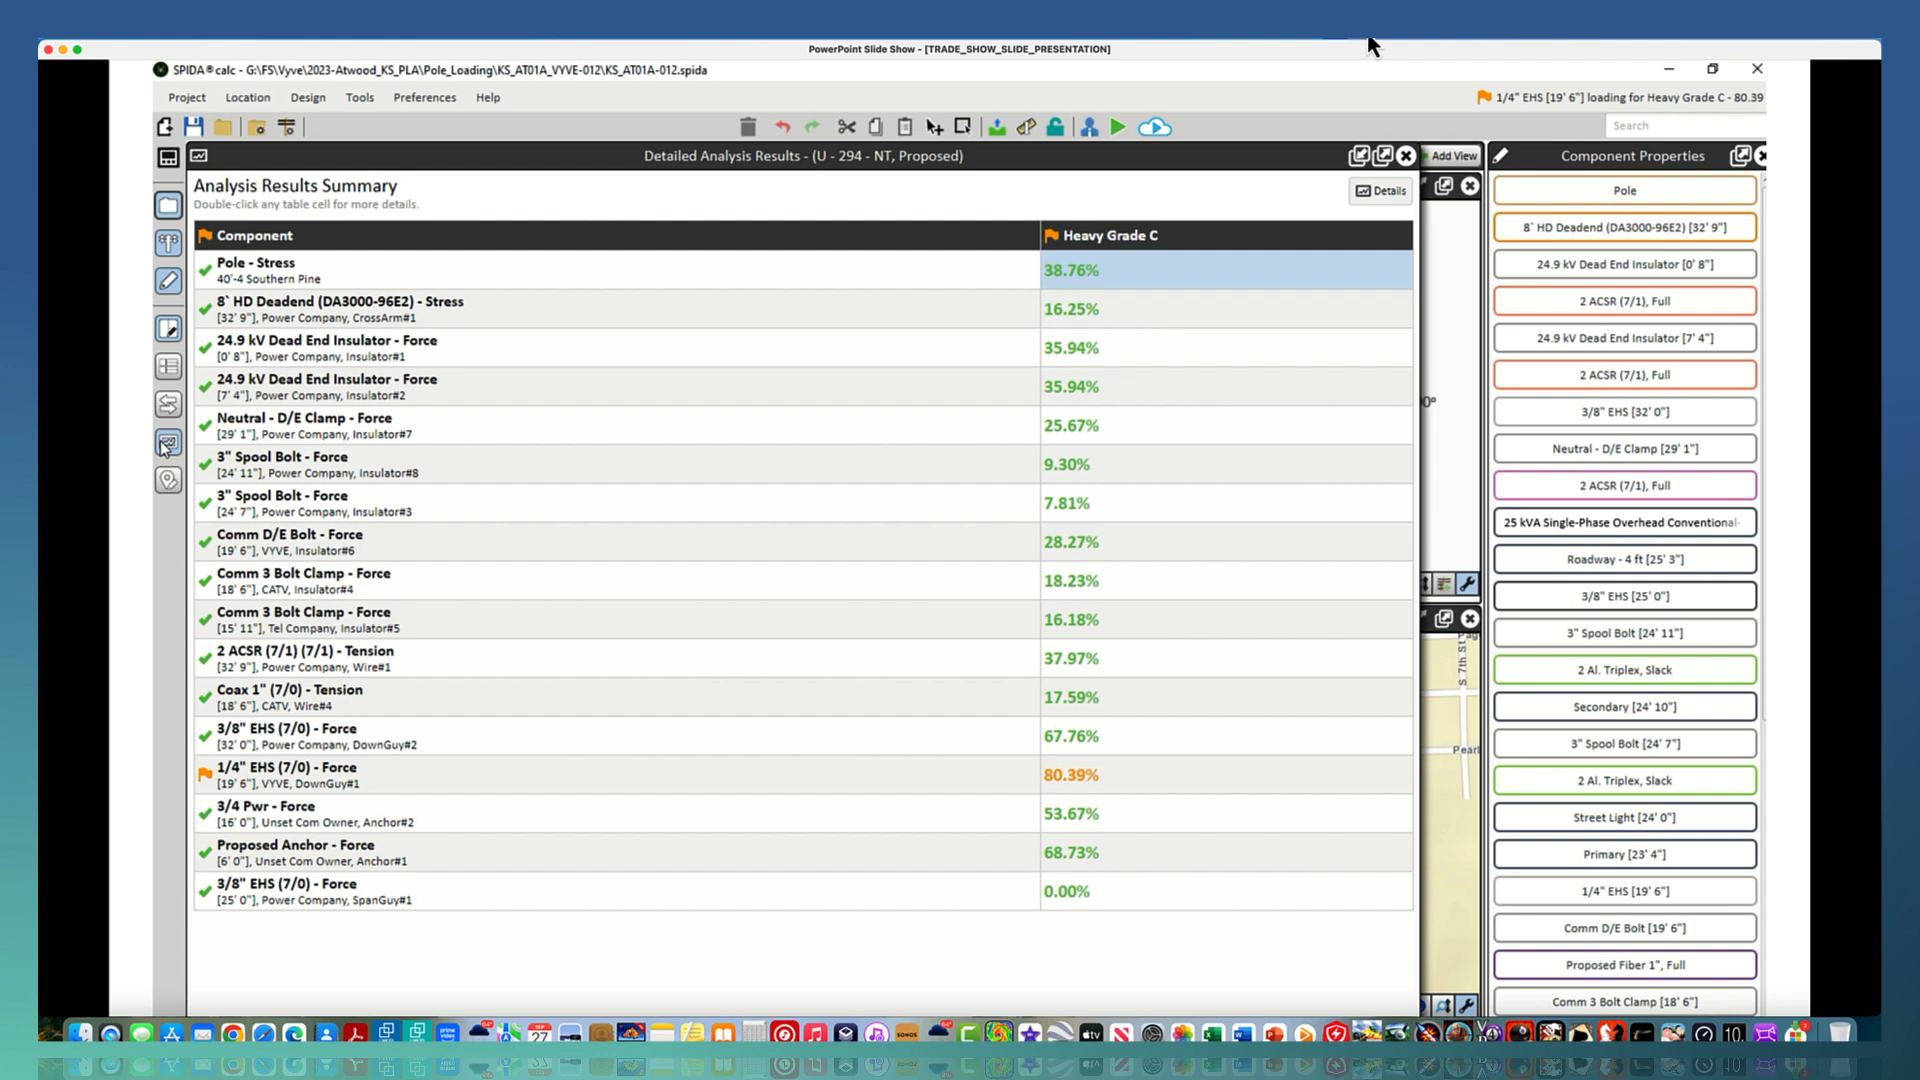 PowerPoint Slide Show - [TRADE_SHOW_SLIDE_PRESENTATION]
SPIDA®calc - G:\FS\Vyve\2023-Atwood_KS_PLA\Pole_Loading\KS_AT01A_VYVE-012\KS_AT01A-012.spida
Project Location Design Tools Preferences Help
1/4" EHS [19' 6"] loading for Heavy Grade C - 80.39
Search
Detailed Analysis Results - (U - 294 - NT, Proposed)
Add View
Component Properties
Analysis Results Summary
Double-click any table cell for more details.
Details
Component Heavy Grade C
Pole - Stress
40'-4 Southern Pine
38.76%
8` HD Deadend (DA3000-96E2) - Stress
[32' 9"], Power Company, CrossArm#1
16.25%
24.9 kV Dead End Insulator - Force
[0' 8"], Power Company, Insulator#1
35.94%
24.9 kV Dead End Insulator - Force
[7' 4"], Power Company, Insulator#2
35.94%
Neutral - D/E Clamp - Force
[29' 1"], Power Company, Insulator#7
25.67%
3" Spool Bolt - Force
[24' 11"], Power Company, Insulator#8
9.30%
3" Spool Bolt - Force
[24' 7"], Power Company, Insulator#3
7.81%
Comm D/E Bolt - Force
[19' 6"], VYVE, Insulator#6
28.27%
Comm 3 Bolt Clamp - Force
[18' 6"], CATV, Insulator#4
18.23%
Comm 3 Bolt Clamp - Force
[15' 11"], Tel Company, Insulator#5
16.18%
2 ACSR (7/1) (7/1) - Tension
[32' 9"], Power Company, Wire#1
37.97%
Coax 1" (7/0) - Tension
[18' 6"], CATV, Wire#4
17.59%
3/8" EHS (7/0) - Force
[32' 0"], Power Company, DownGuy#2
67.76%
1/4" EHS (7/0) - Force
[19' 6"], VYVE, DownGuy#1
80.39%
3/4 Pwr - Force
[16' 0"], Unset Com Owner, Anchor#2
53.67%
Proposed Anchor - Force
[6' 0"], Unset Com Owner, Anchor#1
68.73%
3/8" EHS (7/0) - Force
[25' 0"], Power Company, SpanGuy#1
0.00%
0°
S 7th St
Pearl
Pole
8` HD Deadend (DA3000-96E2) [32' 9"]
24.9 kV Dead End Insulator [0' 8"]
2 ACSR (7/1), Full
24.9 kV Dead End Insulator [7' 4"]
2 ACSR (7/1), Full
3/8" EHS [32' 0"]
Neutral - D/E Clamp [29' 1"]
2 ACSR (7/1), Full
25 kVA Single-Phase Overhead Conventional-
Roadway - 4 ft [25' 3"]
3/8" EHS [25' 0"]
3" Spool Bolt [24' 11"]
2 Al. Triplex, Slack
Secondary [24' 10"]
3" Spool Bolt [24' 7"]
2 Al. Triplex, Slack
Street Light [24' 0"]
Primary [23' 4"]
1/4" EHS [19' 6"]
Comm D/E Bolt [19' 6"]
Proposed Fiber 1", Full
Comm 3 Bolt Clamp [18' 6"]
SEP
27
SONOS
tv